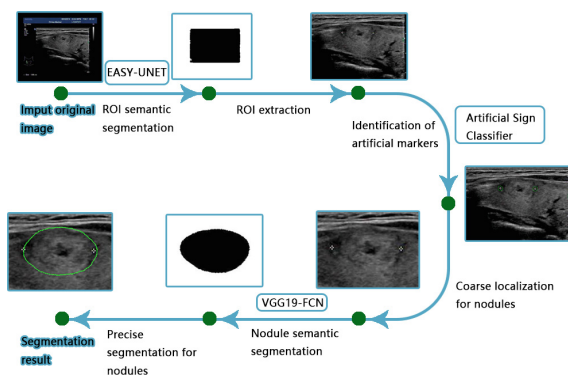 EASY-UNET
Imput original
image
ROI semantic
segmentation
ROI extraction
Identification of
artificial markers
Artificial Sign
Classifier
Coarse localization
for nodules
VGG19-FCN
Nodule semantic
segmentation
Precise
segmentation for
nodules
Segmentation
result